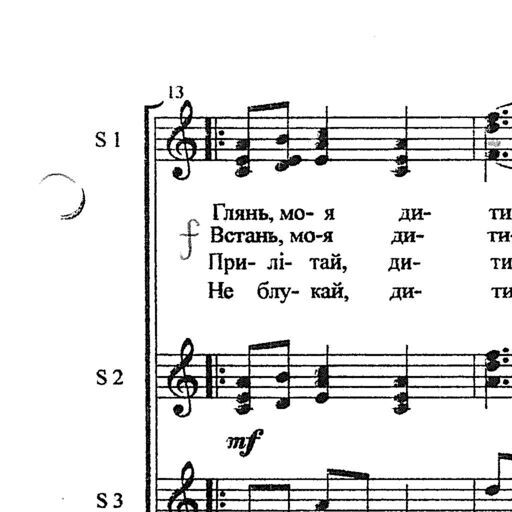 13
S 1
Глянь, мо- я ди- ти
f Встань, мо-я ди- ти-
При- лі- тай, ди- ти
Не блу- кай, ди- ти
S 2
mf
S 3